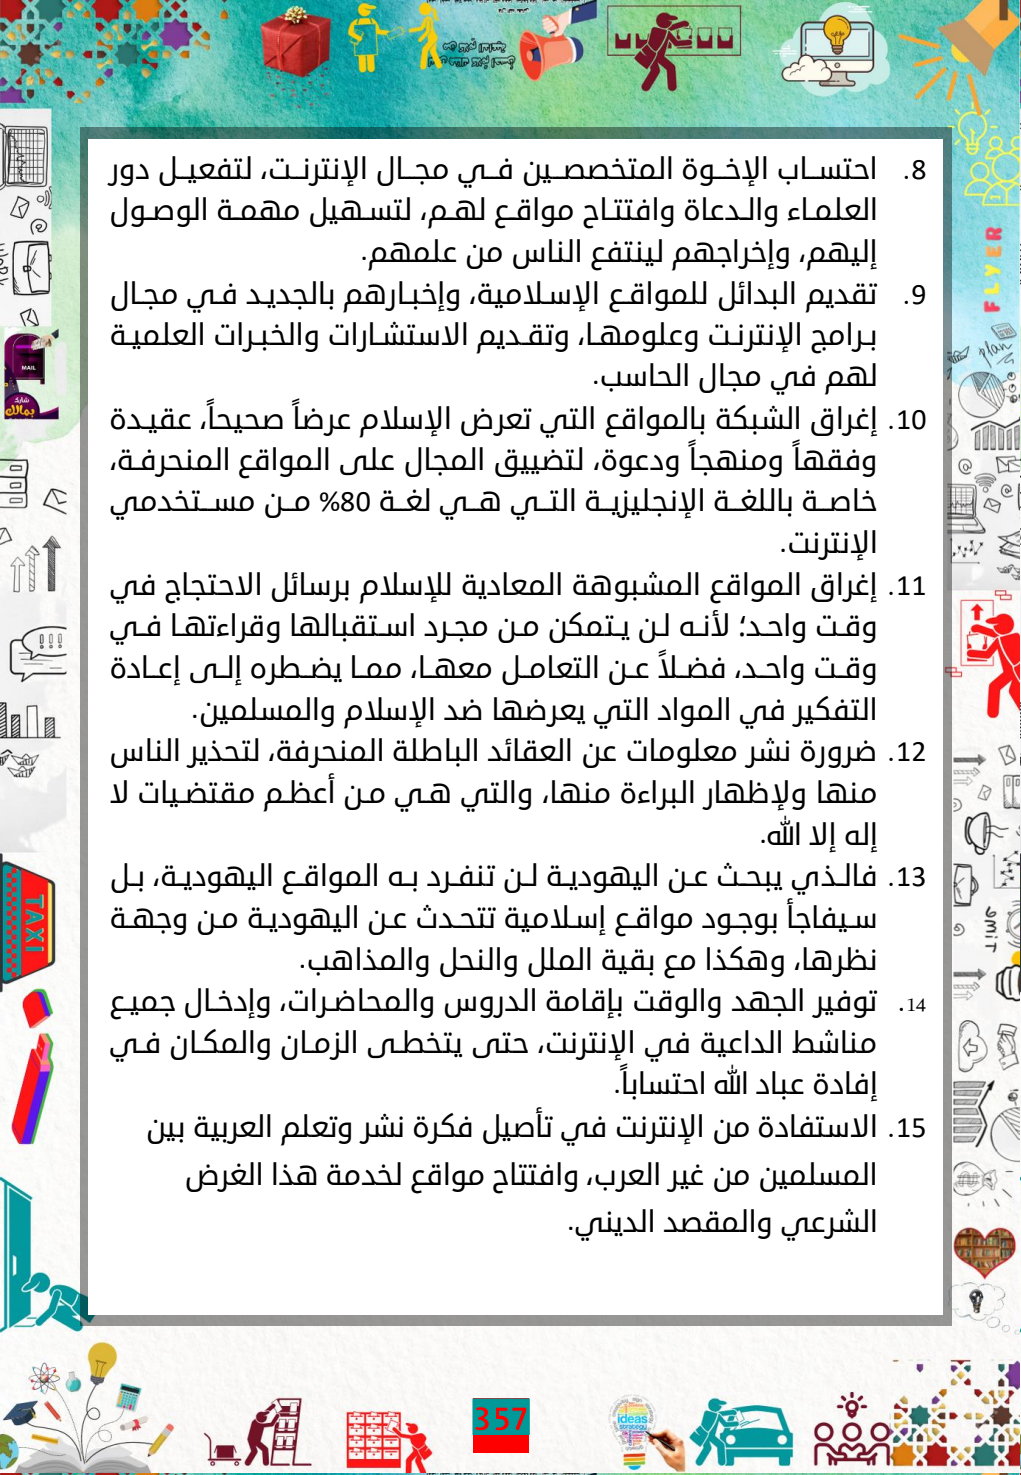 8. احتساب الإخوة المتخصصين في مجال الإنترنت، لتفعيل دور
العلماء والدعاة وافتتاح مواقع لهم، لتسهيل مهمة الوصول
إليهم، وإخراجهم لينتفع الناس من علمهم.
9. تقديم البدائل للمواقع الإسلامية، وإخبارهم بالجديد في مجال
برامج الإنترنت وعلومها، وتقديم الاستشارات والخبرات العلمية
لهم في مجال الحاسب.
10. إغراق الشبكة بالمواقع التي تعرض الإسلام عرضاً صحيحاً، عقيدة
وفقهاً ومنهجاً ودعوة، لتضييق المجال على المواقع المنحرفة،
خاصة باللغة الإنجليزية التي هي لغة 80% من مستخدمي
الإنترنت.
11. إغراق المواقع المشبوهة المعادية للإسلام برسائل الاحتجاج في
وقت واحد؛ لأنه لن يتمكن من مجرد استقبالها وقراءتها في
وقت واحد، فضلاً عن التعامل معها، مما يضطره إلى إعادة
التفكير في المواد التي يعرضها ضد الإسلام والمسلمين.
12. ضرورة نشر معلومات عن العقائد الباطلة المنحرفة، لتحذير الناس
منها ولإظهار البراءة منها، والتي هي من أعظم مقتضيات لا
إله إلا الله.
13. فالذي يبحث عن اليهودية لن تنفرد به المواقع اليهودية، بل
سيفاجأ بوجود مواقع إسلامية تتحدث عن اليهودية من وجهة
نظرها، وهكذا مع بقية الملل والنحل والمذاهب.
14. توفير الجهد والوقت بإقامة الدروس والمحاضرات، وإدخال جميع
مناشط الداعية في الإنترنت، حتى يتخطى الزمان والمكان في
إفادة عباد الله احتساباً.
15. الاستفادة من الإنترنت في تأصيل فكرة نشر وتعلم العربية بين
المسلمين من غير العرب، وافتتاح مواقع لخدمة هذا الغرض
الشرعي والمقصد الديني.
FLYER
plan
MAIL
شارك
بمالك
TAXI
ideas
strategy
357